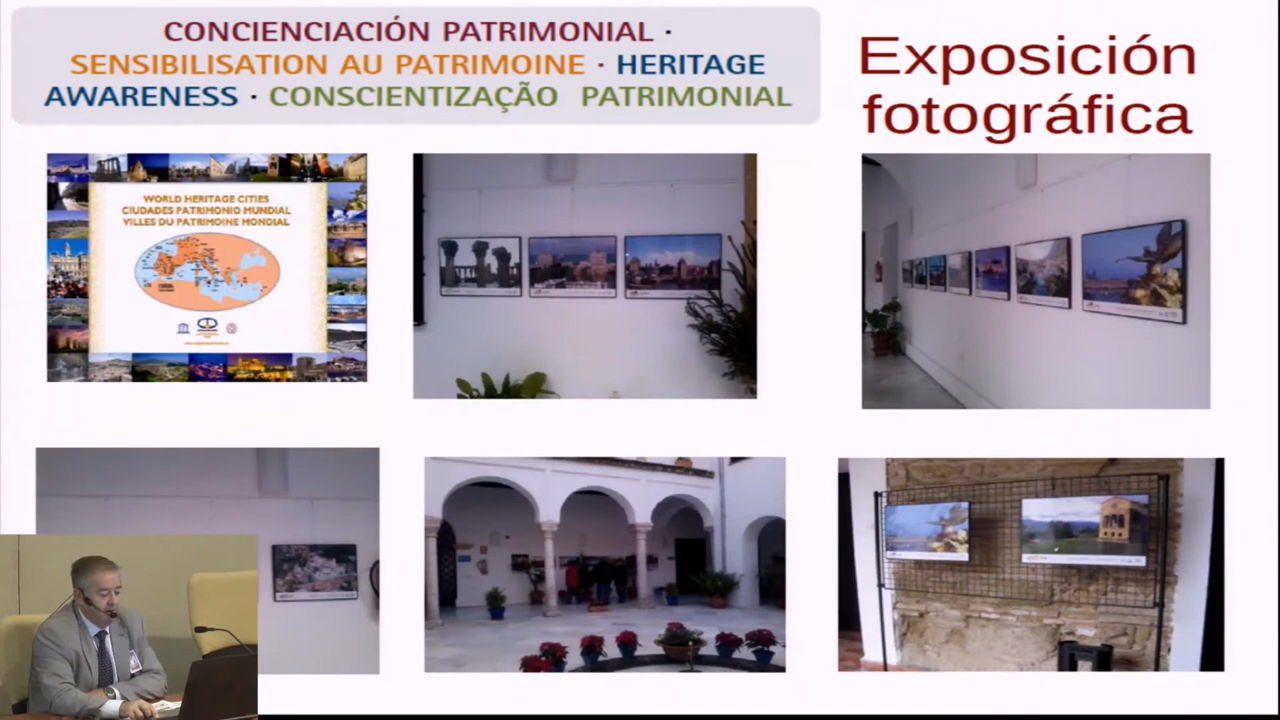 CONCIENCIACIÓN PATRIMONIAL ·
SENSIBILISATION AU PATRIMOINE · HERITAGE
AWARENESS · CONSCIENTIZAÇÃO PATRIMONIAL
Exposición
fotográfica
WORLD HERITAGE CITIES
CIUDADES PATRIMONIO MUNDIAL
VILLES DU PATRIMOINE MONDIAL